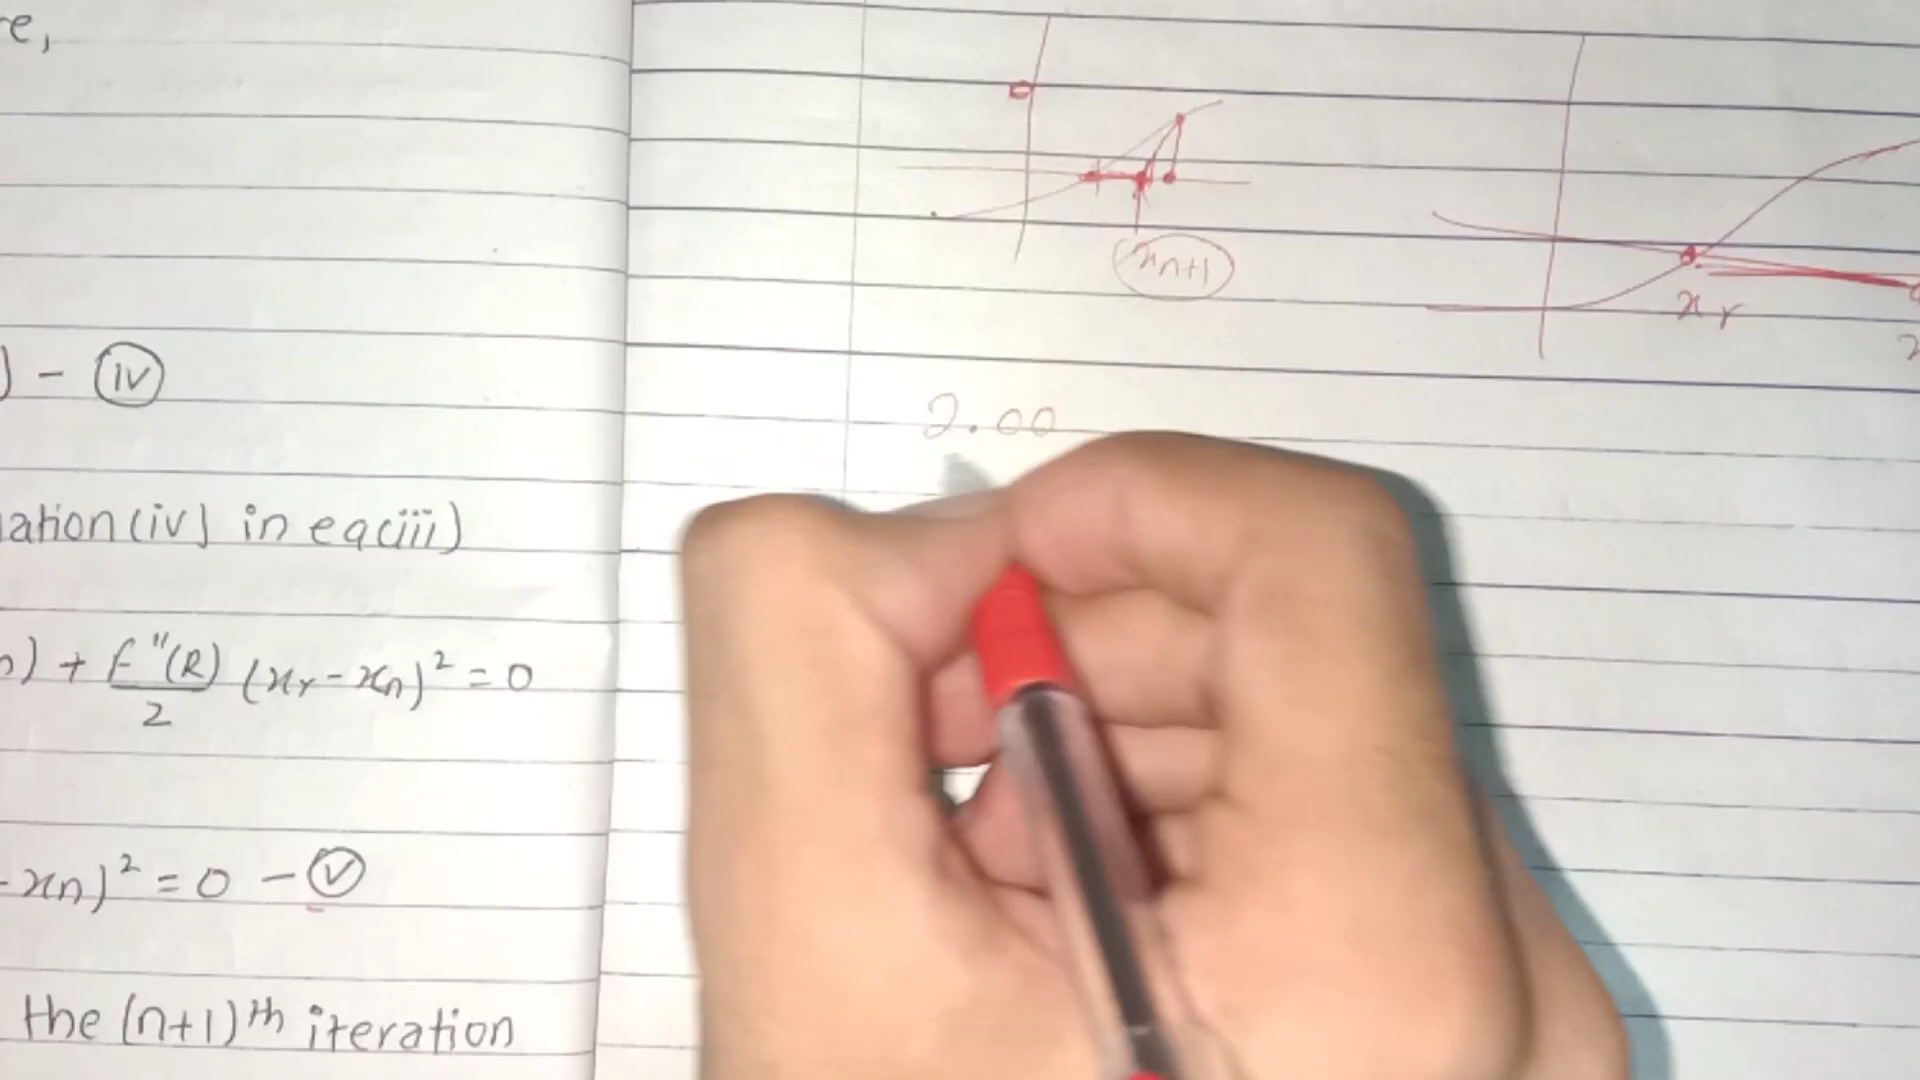 re,
) - (iv)
ation (iv) in eq (iii)
) + f"(R)/2 (xr - xn)² = 0
- xn)² = 0 - (v)
the (n+1)th iteration
xn+1
xr
2.00